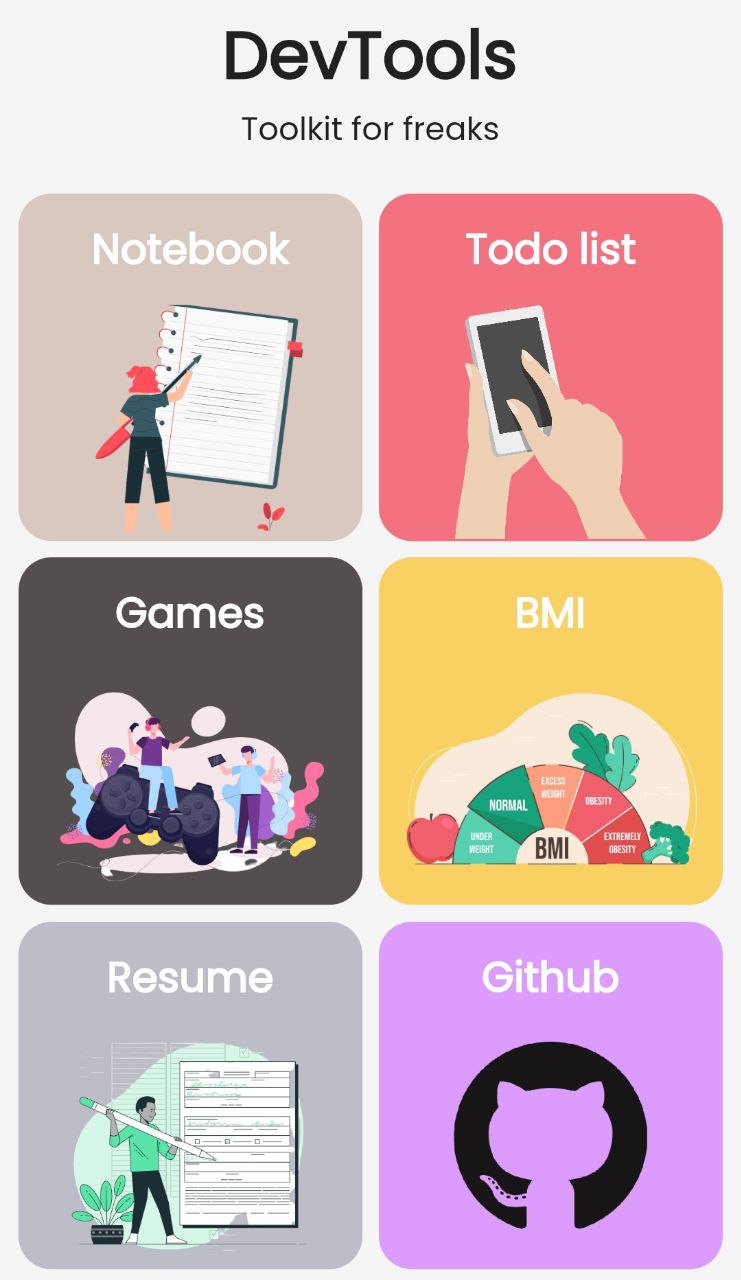 DevTools
Toolkit for freaks
Notebook
Todo list
Games
BMI
EXCESS
WEIGHT
NORMAL
OBESITY
UNDER
WEIGHT
EXTREMELY
OBESITY
BMI
Resume
Github